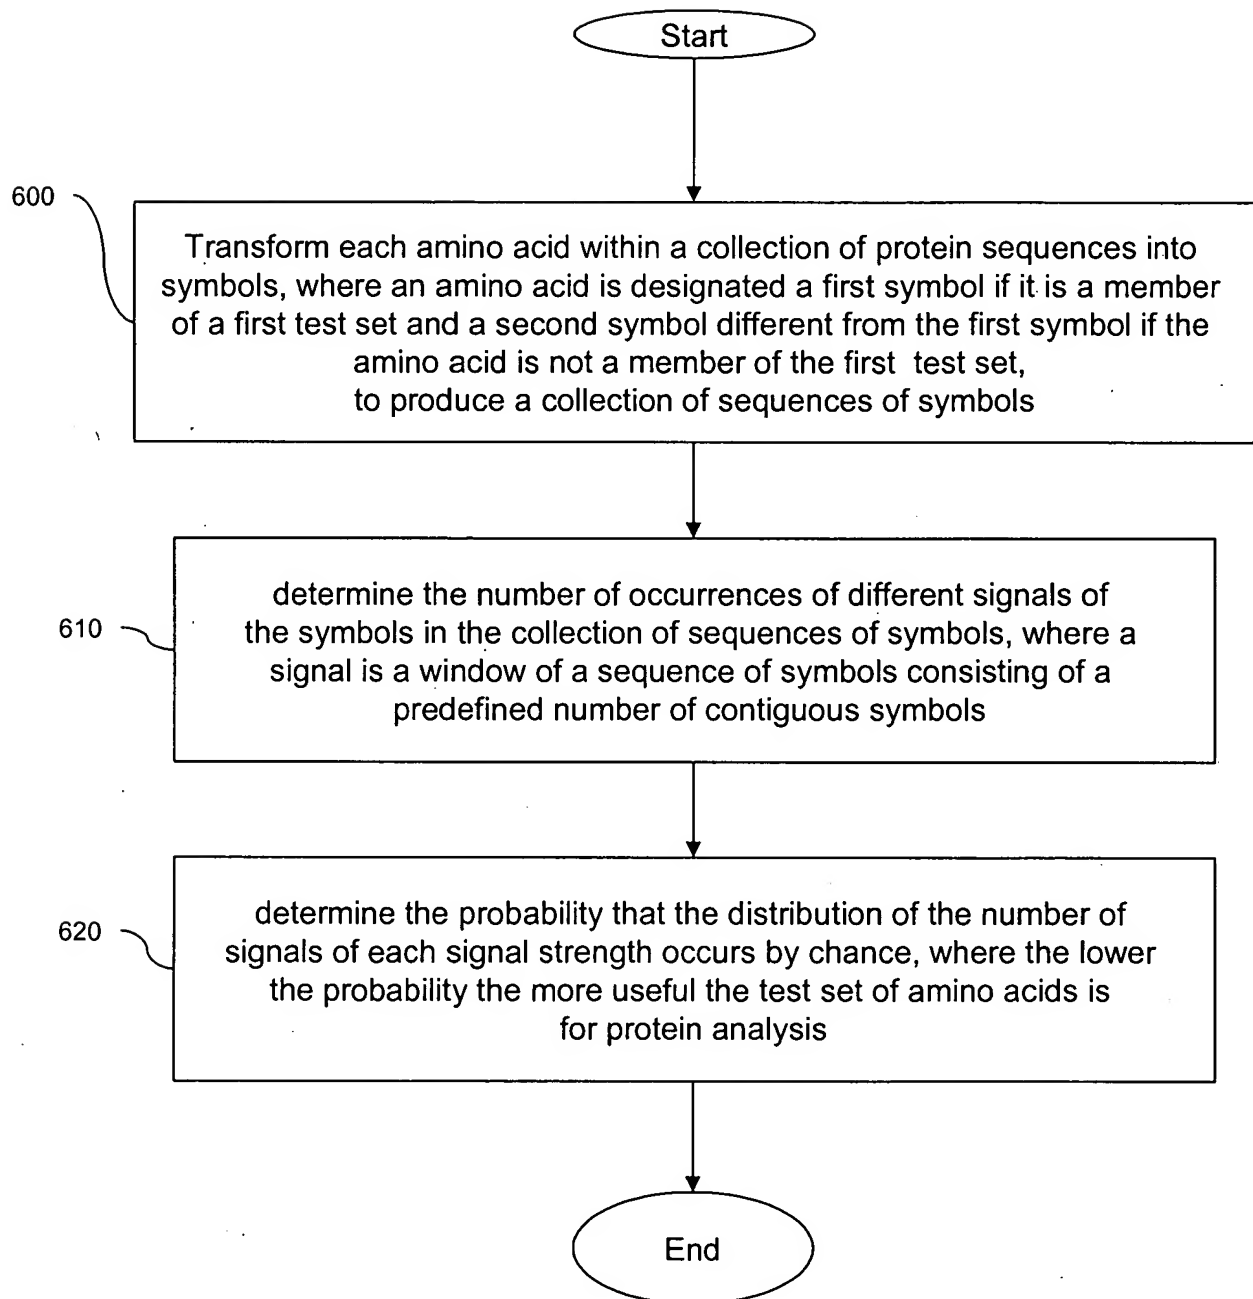 Start
600
Transform each amino acid within a collection of protein sequences into
symbols, where an amino acid is designated a first symbol if it is a member
of a first test set and a second symbol different from the first symbol if the
amino acid is not a member of the first test set,
to produce a collection of sequences of symbols
610
determine the number of occurrences of different signals of
the symbols in the collection of sequences of symbols, where a
signal is a window of a sequence of symbols consisting of a
predefined number of contiguous symbols
620
determine the probability that the distribution of the number of
signals of each signal strength occurs by chance, where the lower
the probability the more useful the test set of amino acids is
for protein analysis
End